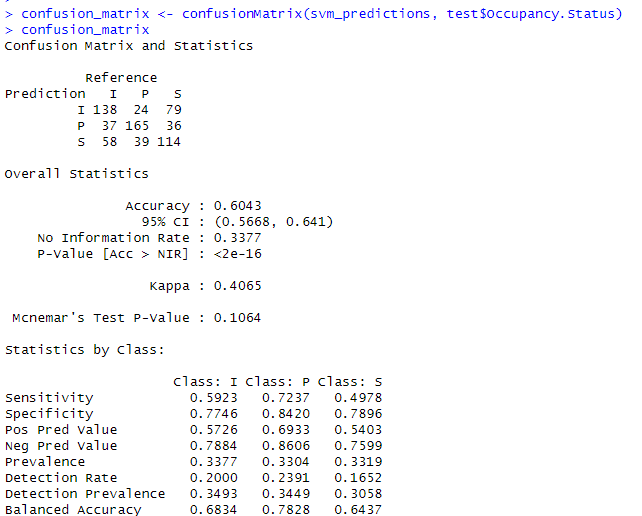 > confusion_matrix <- confusionMatrix(svm_predictions, test$Occupancy.Status)
> confusion_matrix
Confusion Matrix and Statistics

          Reference
Prediction   I   P   S
         I 138  24  79
         P  37 165  36
         S  58  39 114

Overall Statistics

               Accuracy : 0.6043
                 95% CI : (0.5668, 0.641)
    No Information Rate : 0.3377
    P-Value [Acc > NIR] : <2e-16

                  Kappa : 0.4065

 Mcnemar's Test P-Value : 0.1064

Statistics by Class:

                     Class: I Class: P Class: S
Sensitivity            0.5923   0.7237   0.4978
Specificity            0.7746   0.8420   0.7896
Pos Pred Value         0.5726   0.6933   0.5403
Neg Pred Value         0.7884   0.8606   0.7599
Prevalence             0.3377   0.3304   0.3319
Detection Rate         0.2000   0.2391   0.1652
Detection Prevalence   0.3493   0.3449   0.3058
Balanced Accuracy      0.6834   0.7828   0.6437